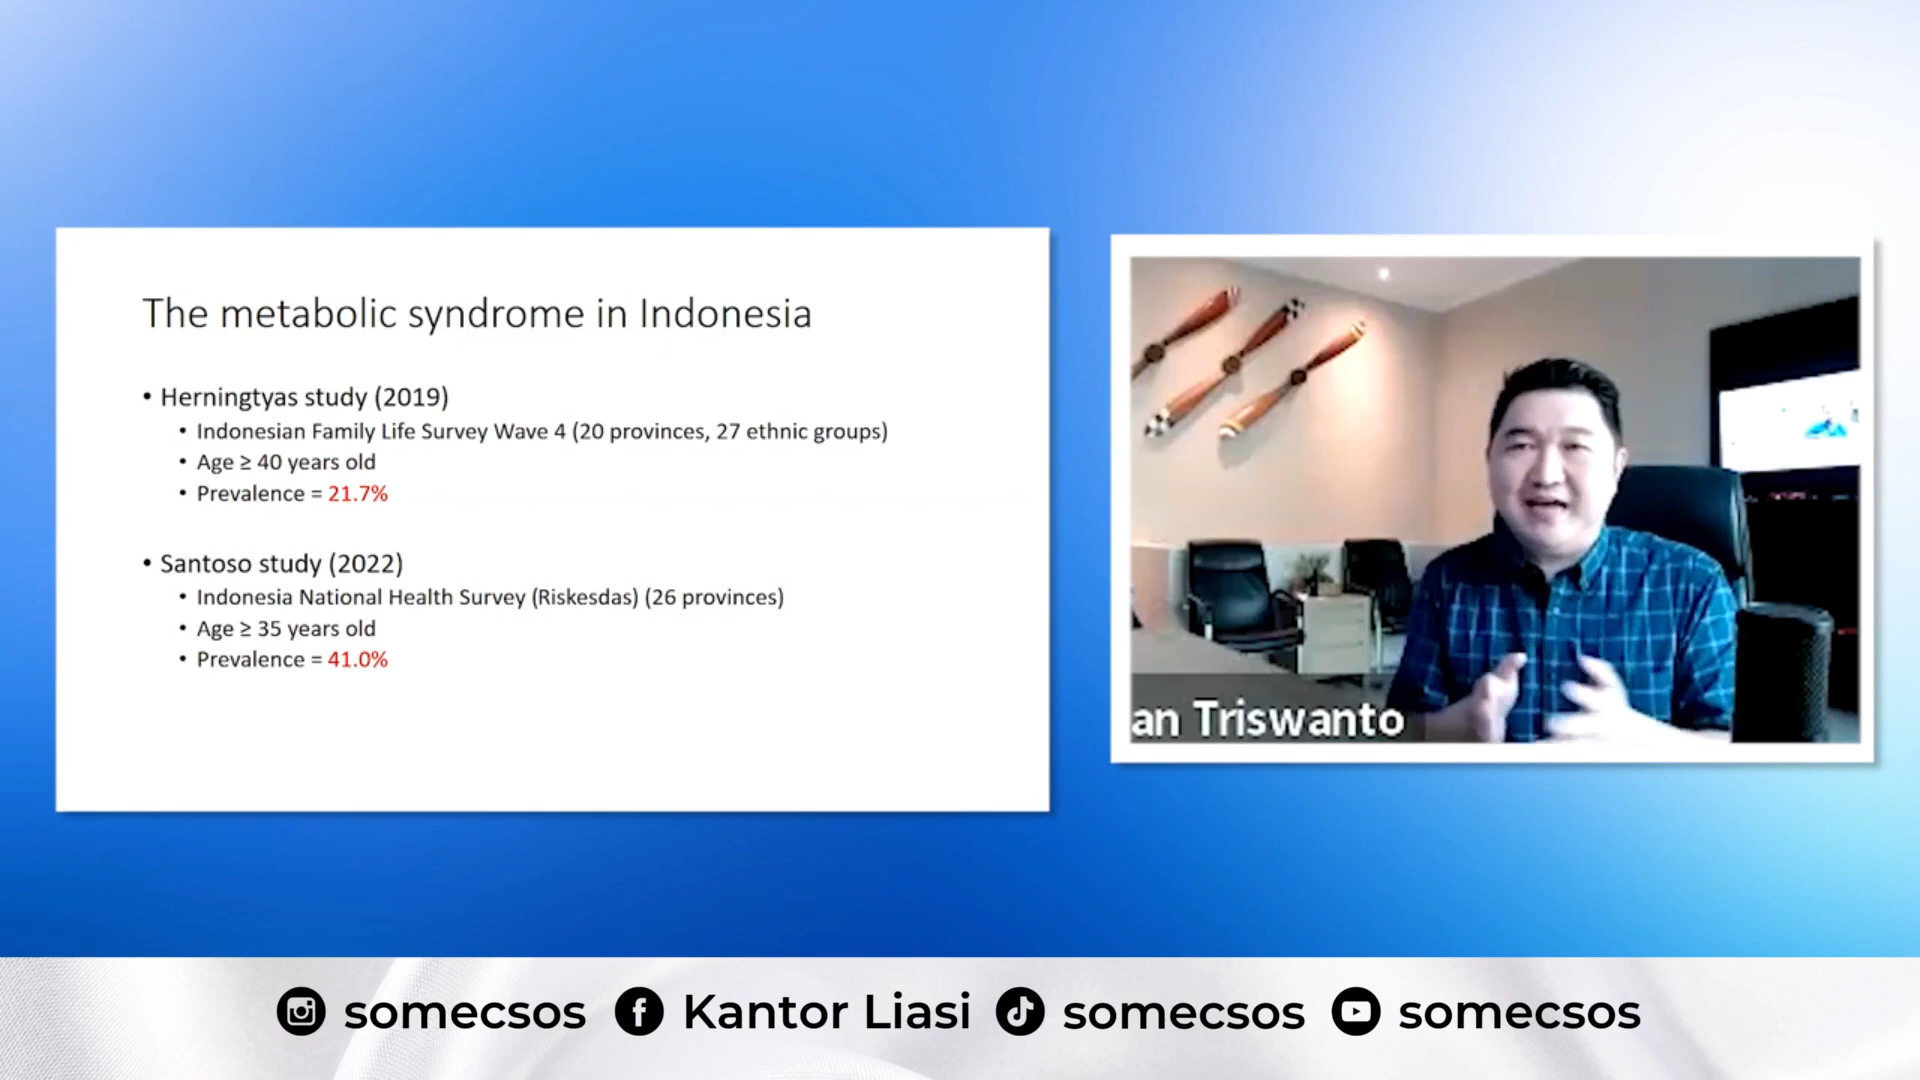 The metabolic syndrome in Indonesia
• Herningtyas study (2019)
• Indonesian Family Life Survey Wave 4 (20 provinces, 27 ethnic groups)
• Age ≥ 40 years old
• Prevalence = 21.7%
• Santoso study (2022)
• Indonesia National Health Survey (Riskesdas) (26 provinces)
• Age ≥ 35 years old
• Prevalence = 41.0%
an Triswanto
somecsos Kantor Liasi somecsos somecsos